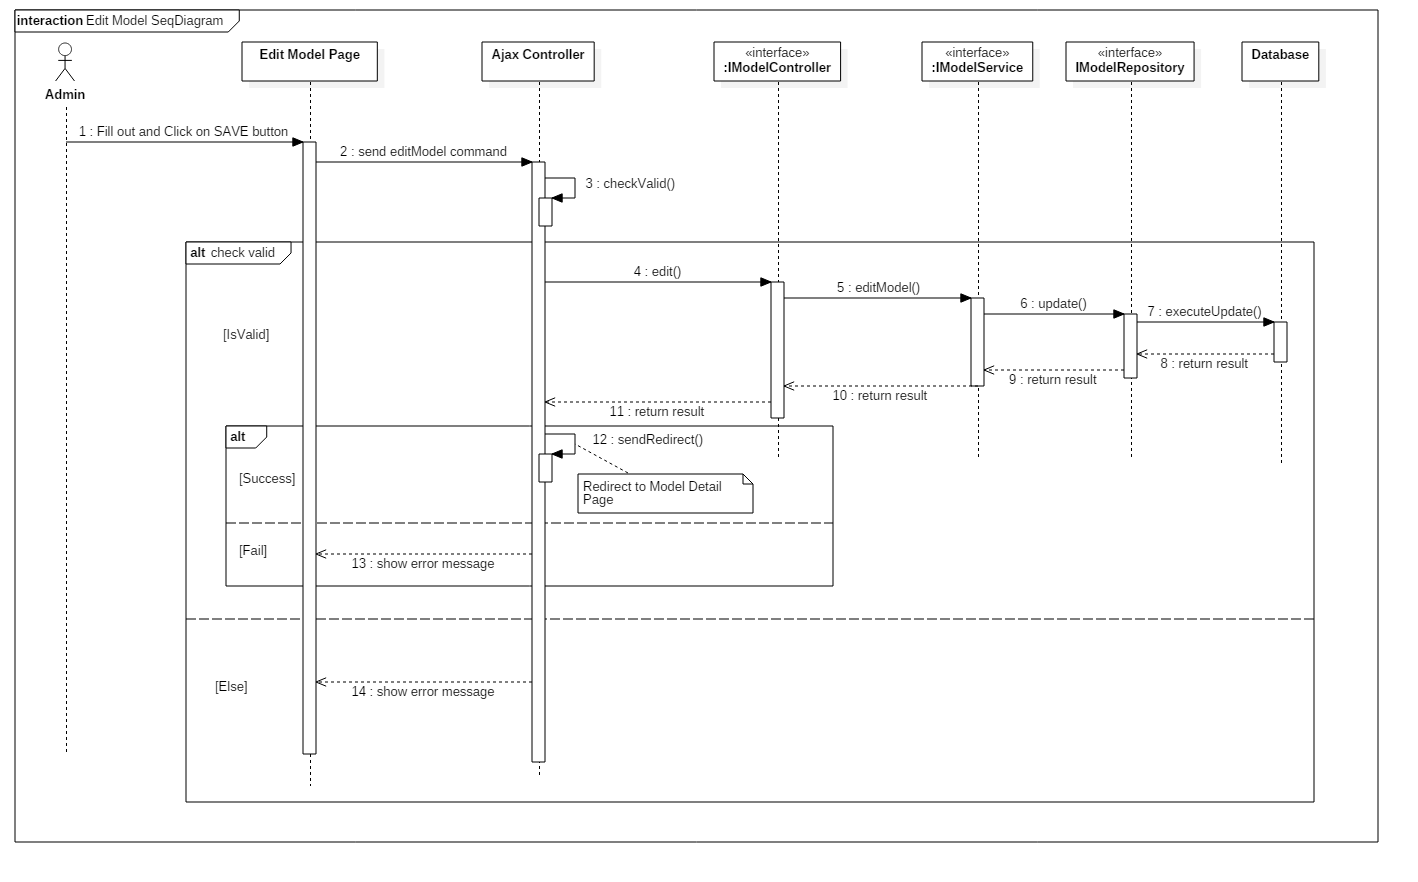 interaction Edit Model SeqDiagram
Admin
Edit Model Page
Ajax Controller
«interface»
:IModelController
«interface»
:IModelService
«interface»
IModelRepository
Database
1 : Fill out and Click on SAVE button
2 : send editModel command
3 : checkValid()
alt check valid
4 : edit()
5 : editModel()
6 : update()
7 : executeUpdate()
[IsValid]
8 : return result
9 : return result
10 : return result
11 : return result
alt
12 : sendRedirect()
[Success]
Redirect to Model Detail
Page
[Fail]
13 : show error message
[Else]
14 : show error message